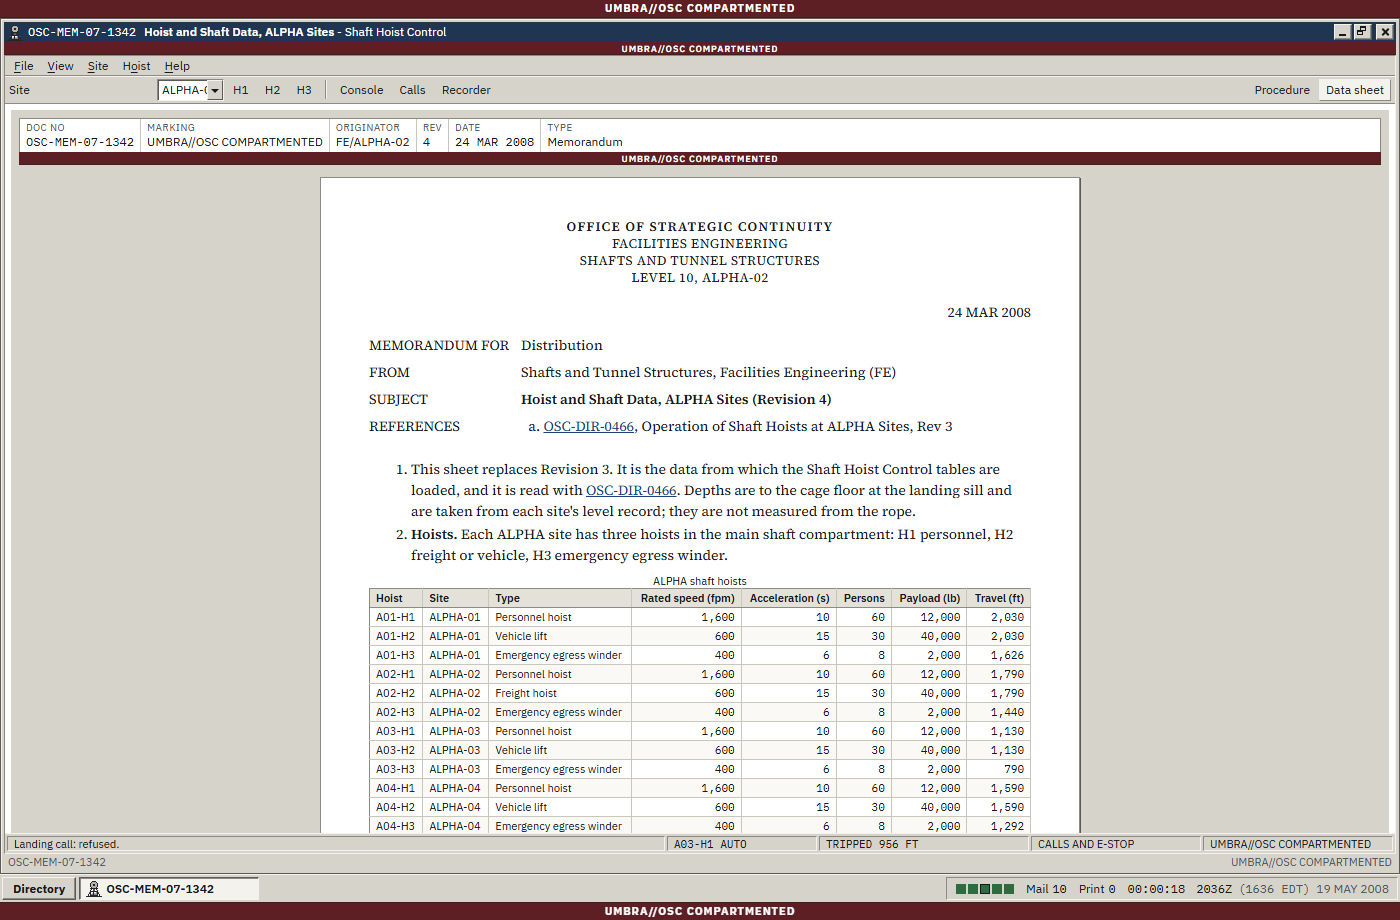 UMBRA//OSC COMPARTMENTED
OSC-MEM-07-1342 Hoist and Shaft Data, ALPHA Sites - Shaft Hoist Control
UMBRA//OSC COMPARTMENTED
File View Site Hoist Help
Site ALPHA-0 H1 H2 H3 Console Calls Recorder Procedure Data sheet
DOC NO MARKING ORIGINATOR REV DATE TYPE
OSC-MEM-07-1342 UMBRA//OSC COMPARTMENTED FE/ALPHA-02 4 24 MAR 2008 Memorandum
UMBRA//OSC COMPARTMENTED
OFFICE OF STRATEGIC CONTINUITY
FACILITIES ENGINEERING
SHAFTS AND TUNNEL STRUCTURES
LEVEL 10, ALPHA-02
24 MAR 2008
MEMORANDUM FOR Distribution
FROM Shafts and Tunnel Structures, Facilities Engineering (FE)
SUBJECT Hoist and Shaft Data, ALPHA Sites (Revision 4)
REFERENCES a. OSC-DIR-0466, Operation of Shaft Hoists at ALPHA Sites, Rev 3
1. This sheet replaces Revision 3. It is the data from which the Shaft Hoist Control tables are
loaded, and it is read with OSC-DIR-0466. Depths are to the cage floor at the landing sill and
are taken from each site's level record; they are not measured from the rope.
2. Hoists. Each ALPHA site has three hoists in the main shaft compartment: H1 personnel, H2
freight or vehicle, H3 emergency egress winder.
ALPHA shaft hoists
Hoist Site Type Rated speed (fpm) Acceleration (s) Persons Payload (lb) Travel (ft)
A01-H1 ALPHA-01 Personnel hoist 1,600 10 60 12,000 2,030
A01-H2 ALPHA-01 Vehicle lift 600 15 30 40,000 2,030
A01-H3 ALPHA-01 Emergency egress winder 400 6 8 2,000 1,626
A02-H1 ALPHA-02 Personnel hoist 1,600 10 60 12,000 1,790
A02-H2 ALPHA-02 Freight hoist 600 15 30 40,000 1,790
A02-H3 ALPHA-02 Emergency egress winder 400 6 8 2,000 1,440
A03-H1 ALPHA-03 Personnel hoist 1,600 10 60 12,000 1,130
A03-H2 ALPHA-03 Vehicle lift 600 15 30 40,000 1,130
A03-H3 ALPHA-03 Emergency egress winder 400 6 8 2,000 790
A04-H1 ALPHA-04 Personnel hoist 1,600 10 60 12,000 1,590
A04-H2 ALPHA-04 Vehicle lift 600 15 30 40,000 1,590
A04-H3 ALPHA-04 Emergency egress winder 400 6 8 2,000 1,292
Landing call: refused. A03-H1 AUTO TRIPPED 956 FT CALLS AND E-STOP UMBRA//OSC COMPARTMENTED
OSC-MEM-07-1342 UMBRA//OSC COMPARTMENTED
Directory OSC-MEM-07-1342 Mail 10 Print 0 00:00:18 2036Z (1636 EDT) 19 MAY 2008
UMBRA//OSC COMPARTMENTED